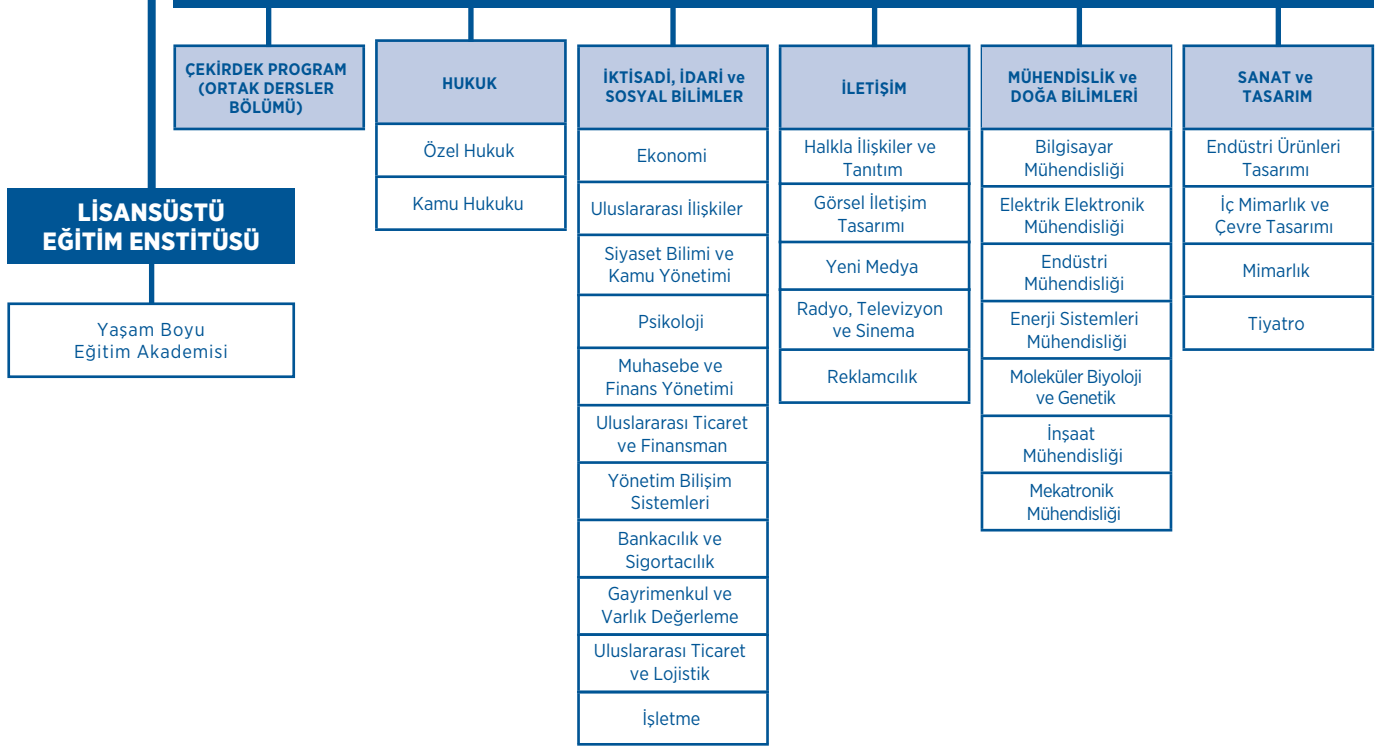 ÇEKİRDEK PROGRAM
(ORTAK DERSLER
BÖLÜMÜ)
HUKUK
Özel Hukuk
Kamu Hukuku
İKTİSADİ, İDARİ ve
SOSYAL BİLİMLER
Ekonomi
Uluslararası İlişkiler
Siyaset Bilimi ve
Kamu Yönetimi
Psikoloji
Muhasebe ve
Finans Yönetimi
Uluslararası Ticaret
ve Finansman
Yönetim Bilişim
Sistemleri
Bankacılık ve
Sigortacılık
Gayrimenkul ve
Varlık Değerleme
Uluslararası Ticaret
ve Lojistik
İşletme
İLETİŞİM
Halkla İlişkiler ve
Tanıtım
Görsel İletişim
Tasarımı
Yeni Medya
Radyo, Televizyon
ve Sinema
Reklamcılık
MÜHENDİSLİK ve
DOĞA BİLİMLERİ
Bilgisayar
Mühendisliği
Elektrik Elektronik
Mühendisliği
Endüstri
Mühendisliği
Enerji Sistemleri
Mühendisliği
Moleküler Biyoloji
ve Genetik
İnşaat
Mühendisliği
Mekatronik
Mühendisliği
SANAT ve
TASARIM
Endüstri Ürünleri
Tasarımı
İç Mimarlık ve
Çevre Tasarımı
Mimarlık
Tiyatro
LİSANSÜSTÜ
EĞİTİM ENSTİTÜSÜ
Yaşam Boyu
Eğitim Akademisi